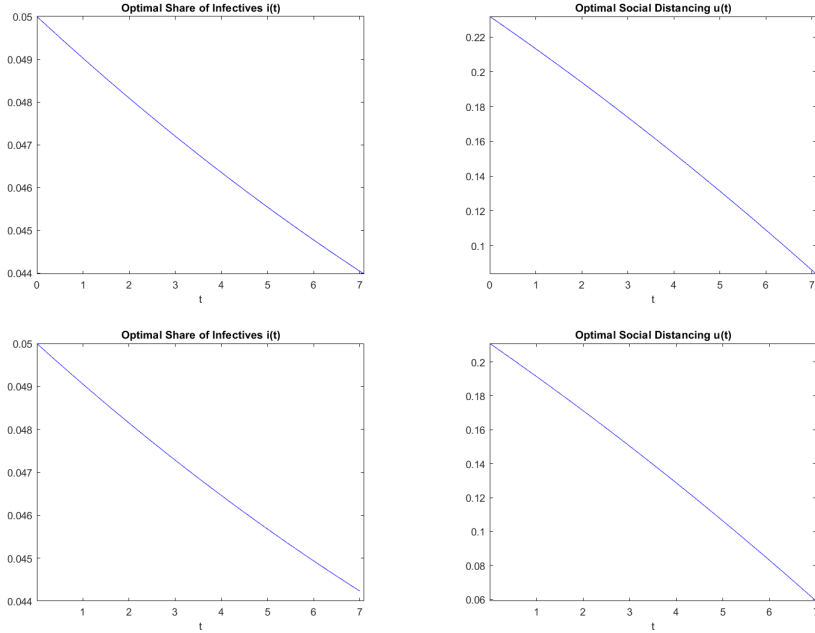 Optimal Share of Infectives i(t)
0.05
0.049
0.048
0.047
0.046
0.045
0.044
0 1 2 3 4 5 6 7
t
Optimal Social Distancing u(t)
0.22
0.2
0.18
0.16
0.14
0.12
0.1
0 1 2 3 4 5 6 7
t
Optimal Share of Infectives i(t)
0.05
0.049
0.048
0.047
0.046
0.045
0.044
1 2 3 4 5 6 7
t
Optimal Social Distancing u(t)
0.2
0.18
0.16
0.14
0.12
0.1
0.08
0.06
1 2 3 4 5 6 7
t